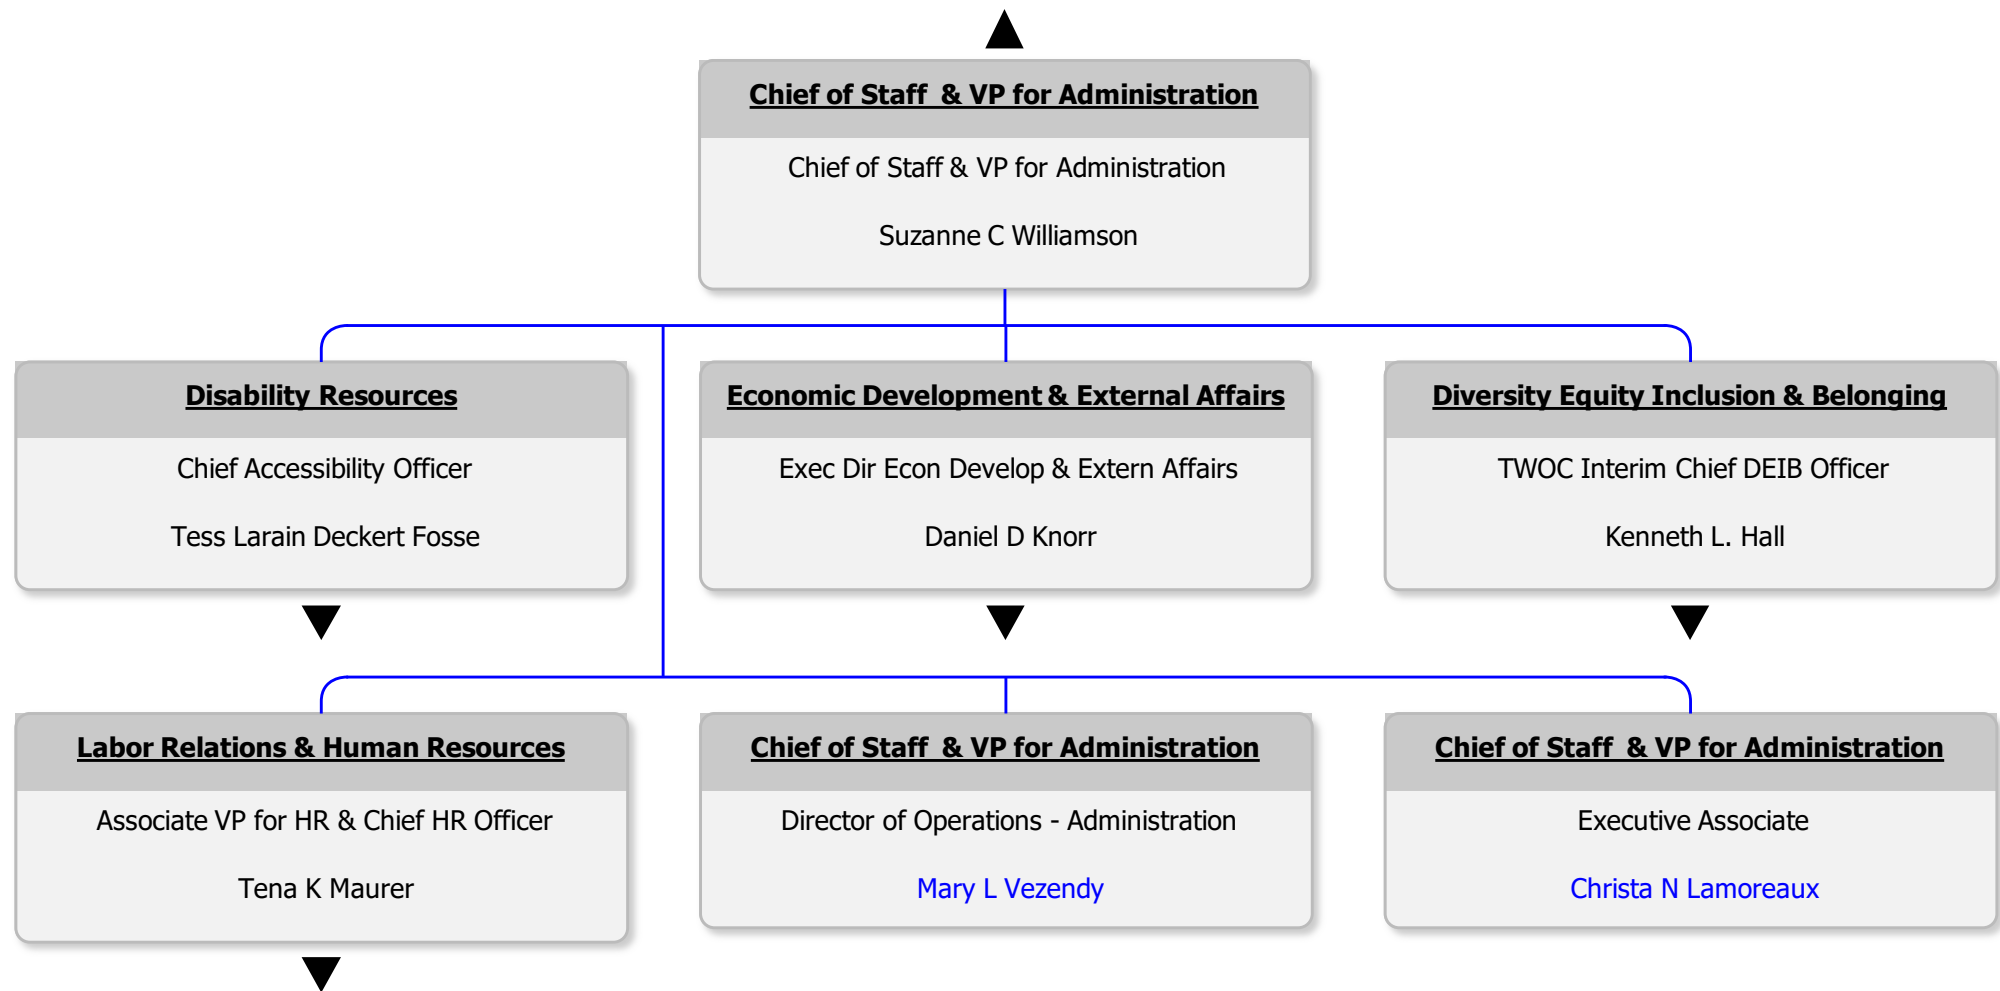 Chief of Staff & VP for Administration
Chief of Staff & VP for Administration
Suzanne C Williamson
Disability Resources
Chief Accessibility Officer
Tess Larain Deckert Fosse
Economic Development & External Affairs
Exec Dir Econ Develop & Extern Affairs
Daniel D Knorr
Diversity Equity Inclusion & Belonging
TWOC Interim Chief DEIB Officer
Kenneth L. Hall
Labor Relations & Human Resources
Associate VP for HR & Chief HR Officer
Tena K Maurer
Chief of Staff & VP for Administration
Director of Operations - Administration
Mary L Vezendy
Chief of Staff & VP for Administration
Executive Associate
Christa N Lamoreaux